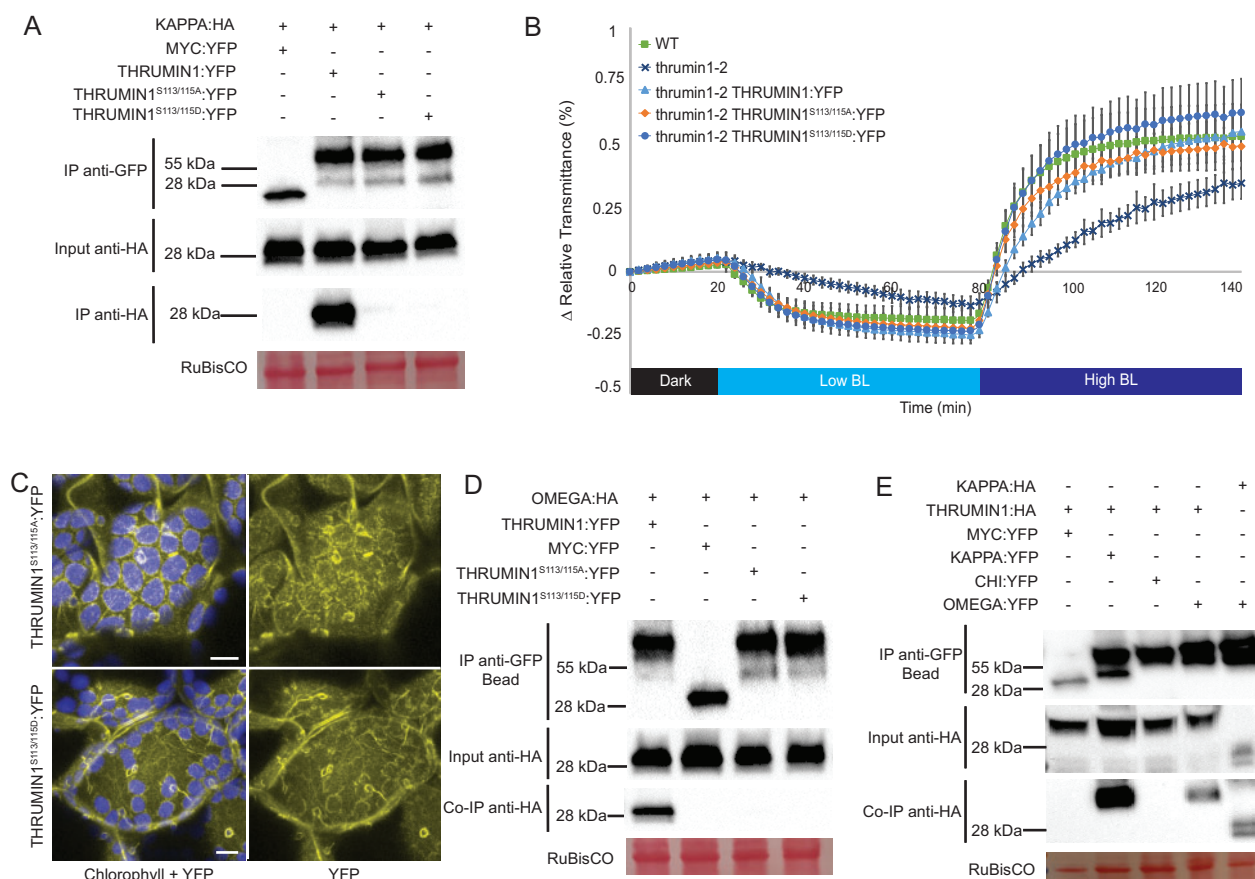 A
KAPPA:HA + + + +
MYC:YFP + - - -
THRUMIN1:YFP - + - -
THRUMIN1S113/115A:YFP - - + -
THRUMIN1S113/115D:YFP - - - +
IP anti-GFP
55 kDa
28 kDa
Input anti-HA
28 kDa
IP anti-HA
28 kDa
RuBisCO
B
Δ Relative Transmittance (%)
1
0.75
0.5
0.25
0
-0.25
-0.5
WT
thrumin1-2
thrumin1-2 THRUMIN1:YFP
thrumin1-2 THRUMIN1S113/115A:YFP
thrumin1-2 THRUMIN1S113/115D:YFP
0 20 40 60 80 100 120 140
Dark Low BL High BL
Time (min)
C
THRUMIN1S113/115A:YFP
THRUMIN1S113/115D:YFP
Chlorophyll + YFP YFP
D
OMEGA:HA + + + +
THRUMIN1:YFP + - - -
MYC:YFP - + - -
THRUMIN1S113/115A:YFP - - + -
THRUMIN1S113/115D:YFP - - - +
IP anti-GFP
Bead
55 kDa
28 kDa
Input anti-HA
28 kDa
Co-IP anti-HA
28 kDa
RuBisCO
E
KAPPA:HA - - - - +
THRUMIN1:HA + + + + -
MYC:YFP + - - - -
KAPPA:YFP - + - - -
CHI:YFP - - + - -
OMEGA:YFP - - - + +
IP anti-GFP
Bead
55 kDa
28 kDa
Input anti-HA
28 kDa
Co-IP anti-HA
28 kDa
RuBisCO